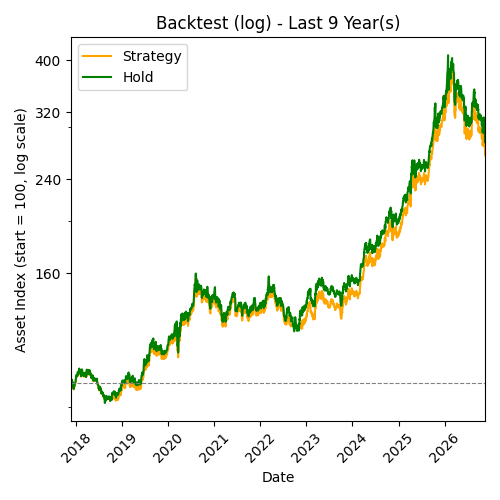 Backtest (log) - Last 9 Year(s)
Strategy
Hold
Asset Index (start = 100, log scale)
400
320
240
160
2018
2019
2020
2021
2022
2023
2024
2025
2026
Date